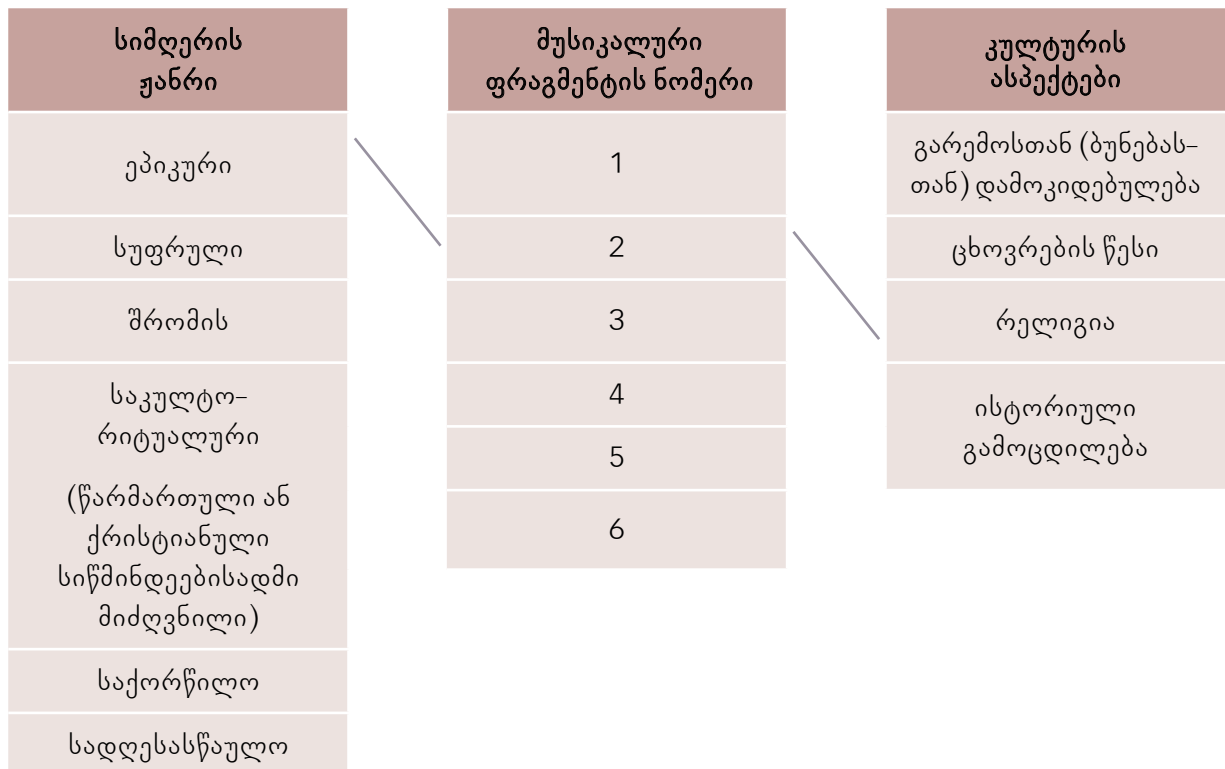 სიმღერის
ჟანრი
ეპიკური
სუფრული
შრომის
საკულტო–
რიტუალური
(წარმართული ან
ქრისტიანული
სიწმინდეებისადმი
მიძღვნილი)
საქორწილო
სადღესასწაულო
მუსიკალური
ფრაგმენტის ნომერი
1
2
3
4
5
6
კულტურის
ასპექტები
გარემოსთან (ბუნებას–
თან) დამოკიდებულება
ცხოვრების წესი
რელიგია
ისტორიული
გამოცდილება